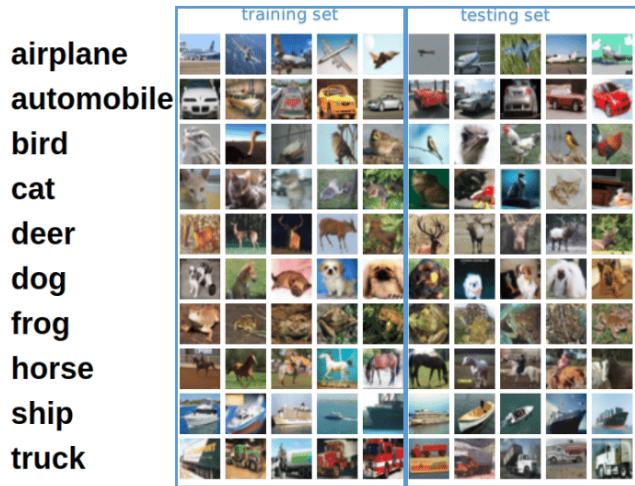 training set
testing set
airplane
automobile
bird
cat
deer
dog
frog
horse
ship
truck